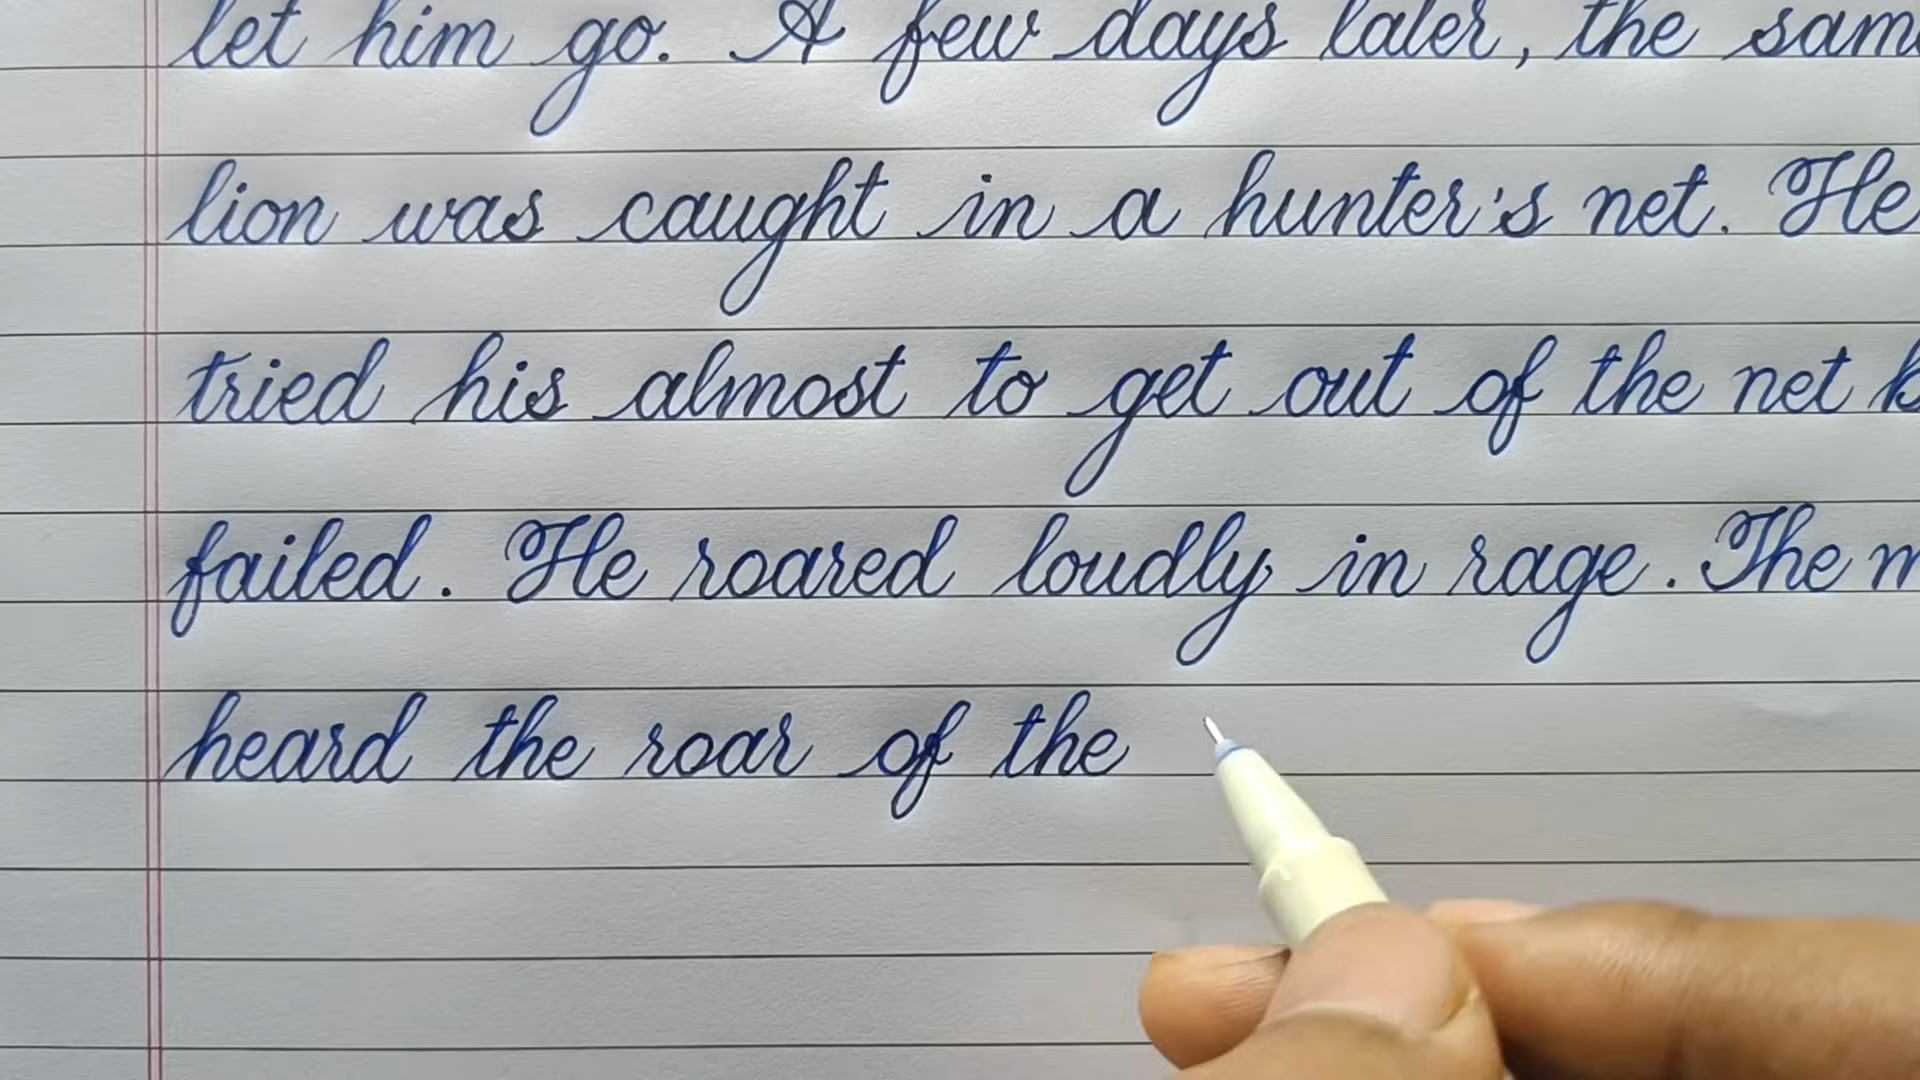 let him go. A few days later, the same
lion was caught in a hunter's net. He
tried his almost to get out of the net
failed. He roared loudly in rage. The
heard the roar of the